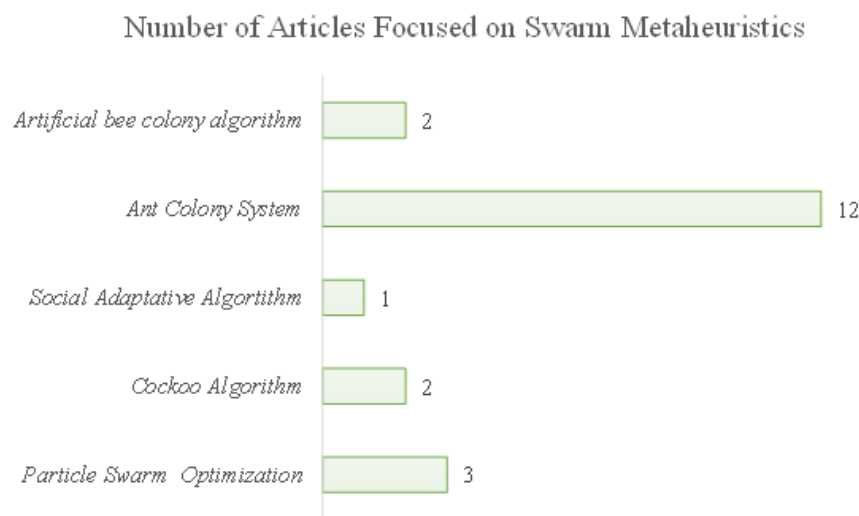 Number of Articles Focused on Swarm Metaheuristics
Artificial bee colony algorithm 2
Ant Colony System 12
Social Adaptative Algortithm 1
Cockoo Algorithm 2
Particle Swarm Optimization 3